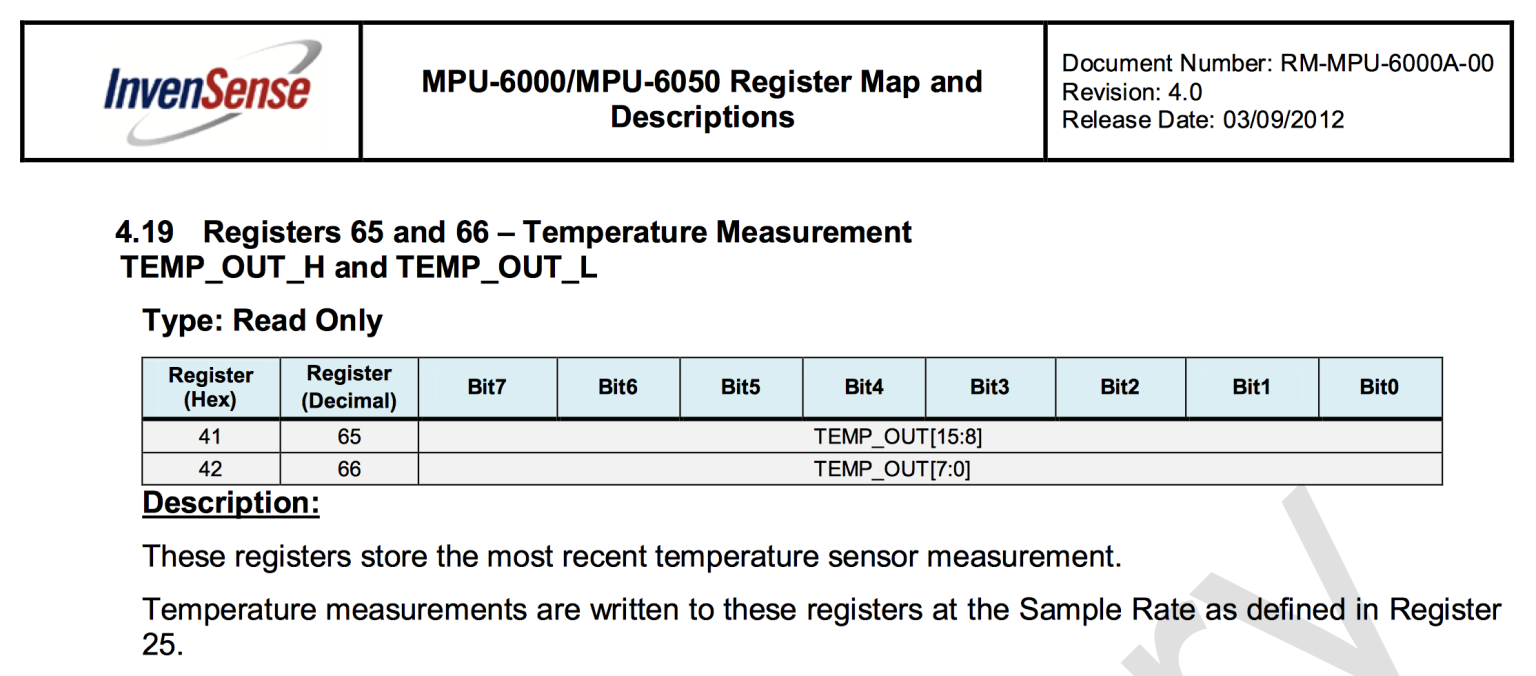 InvenSense
MPU-6000/MPU-6050 Register Map and
Descriptions
Document Number: RM-MPU-6000A-00
Revision: 4.0
Release Date: 03/09/2012
4.19 Registers 65 and 66 – Temperature Measurement
TEMP_OUT_H and TEMP_OUT_L
Type: Read Only
Register (Hex) Register (Decimal) Bit7 Bit6 Bit5 Bit4 Bit3 Bit2 Bit1 Bit0
41 65 TEMP_OUT[15:8]
42 66 TEMP_OUT[7:0]
Description:
These registers store the most recent temperature sensor measurement.
Temperature measurements are written to these registers at the Sample Rate as defined in Register
25.